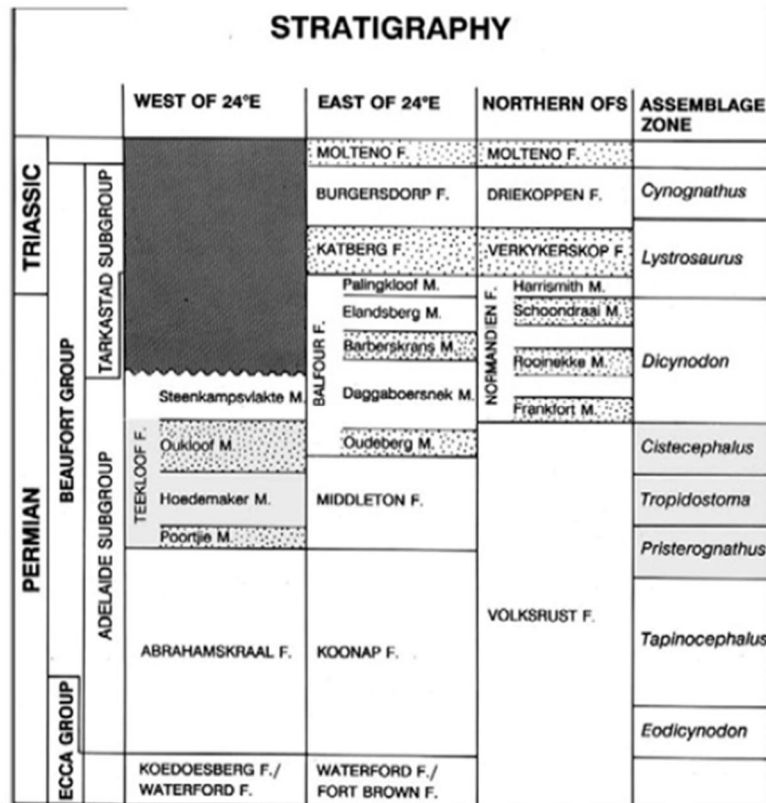 STRATIGRAPHY
WEST OF 24°E
EAST OF 24°E
NORTHERN OFS
ASSEMBLAGE
ZONE
TRIASSIC
PERMIAN
BEAUFORT GROUP
ECCA GROUP
TARKASTAD SUBGROUP
ADELAIDE SUBGROUP
Steenkampsvlakte M.
TEEKLOOF F.
Oukloof M.
Hoedemaker M.
Poortjie M.
ABRAHAMSKRAAL F.
KOEDOESBERG F./
WATERFORD F.
MOLTENO F.
BURGERSDORP F.
KATBERG F.
BALFOUR F.
Palingkloof M.
Elandsberg M.
Barberskrans M.
Daggaboersnek M.
Oudeberg M.
MIDDLETON F.
KOONAP F.
WATERFORD F./
FORT BROWN F.
MOLTENO F.
DRIEKOPPEN F.
VERKYKERSKOP F.
NORMANDIEN F.
Harrismith M.
Schoondraai M.
Rooinekke M.
Frankfort M.
VOLKSRUST F.
Cynognathus
Lystrosaurus
Dicynodon
Cistecephalus
Tropidostoma
Pristerognathus
Tapinocephalus
Eodicynodon